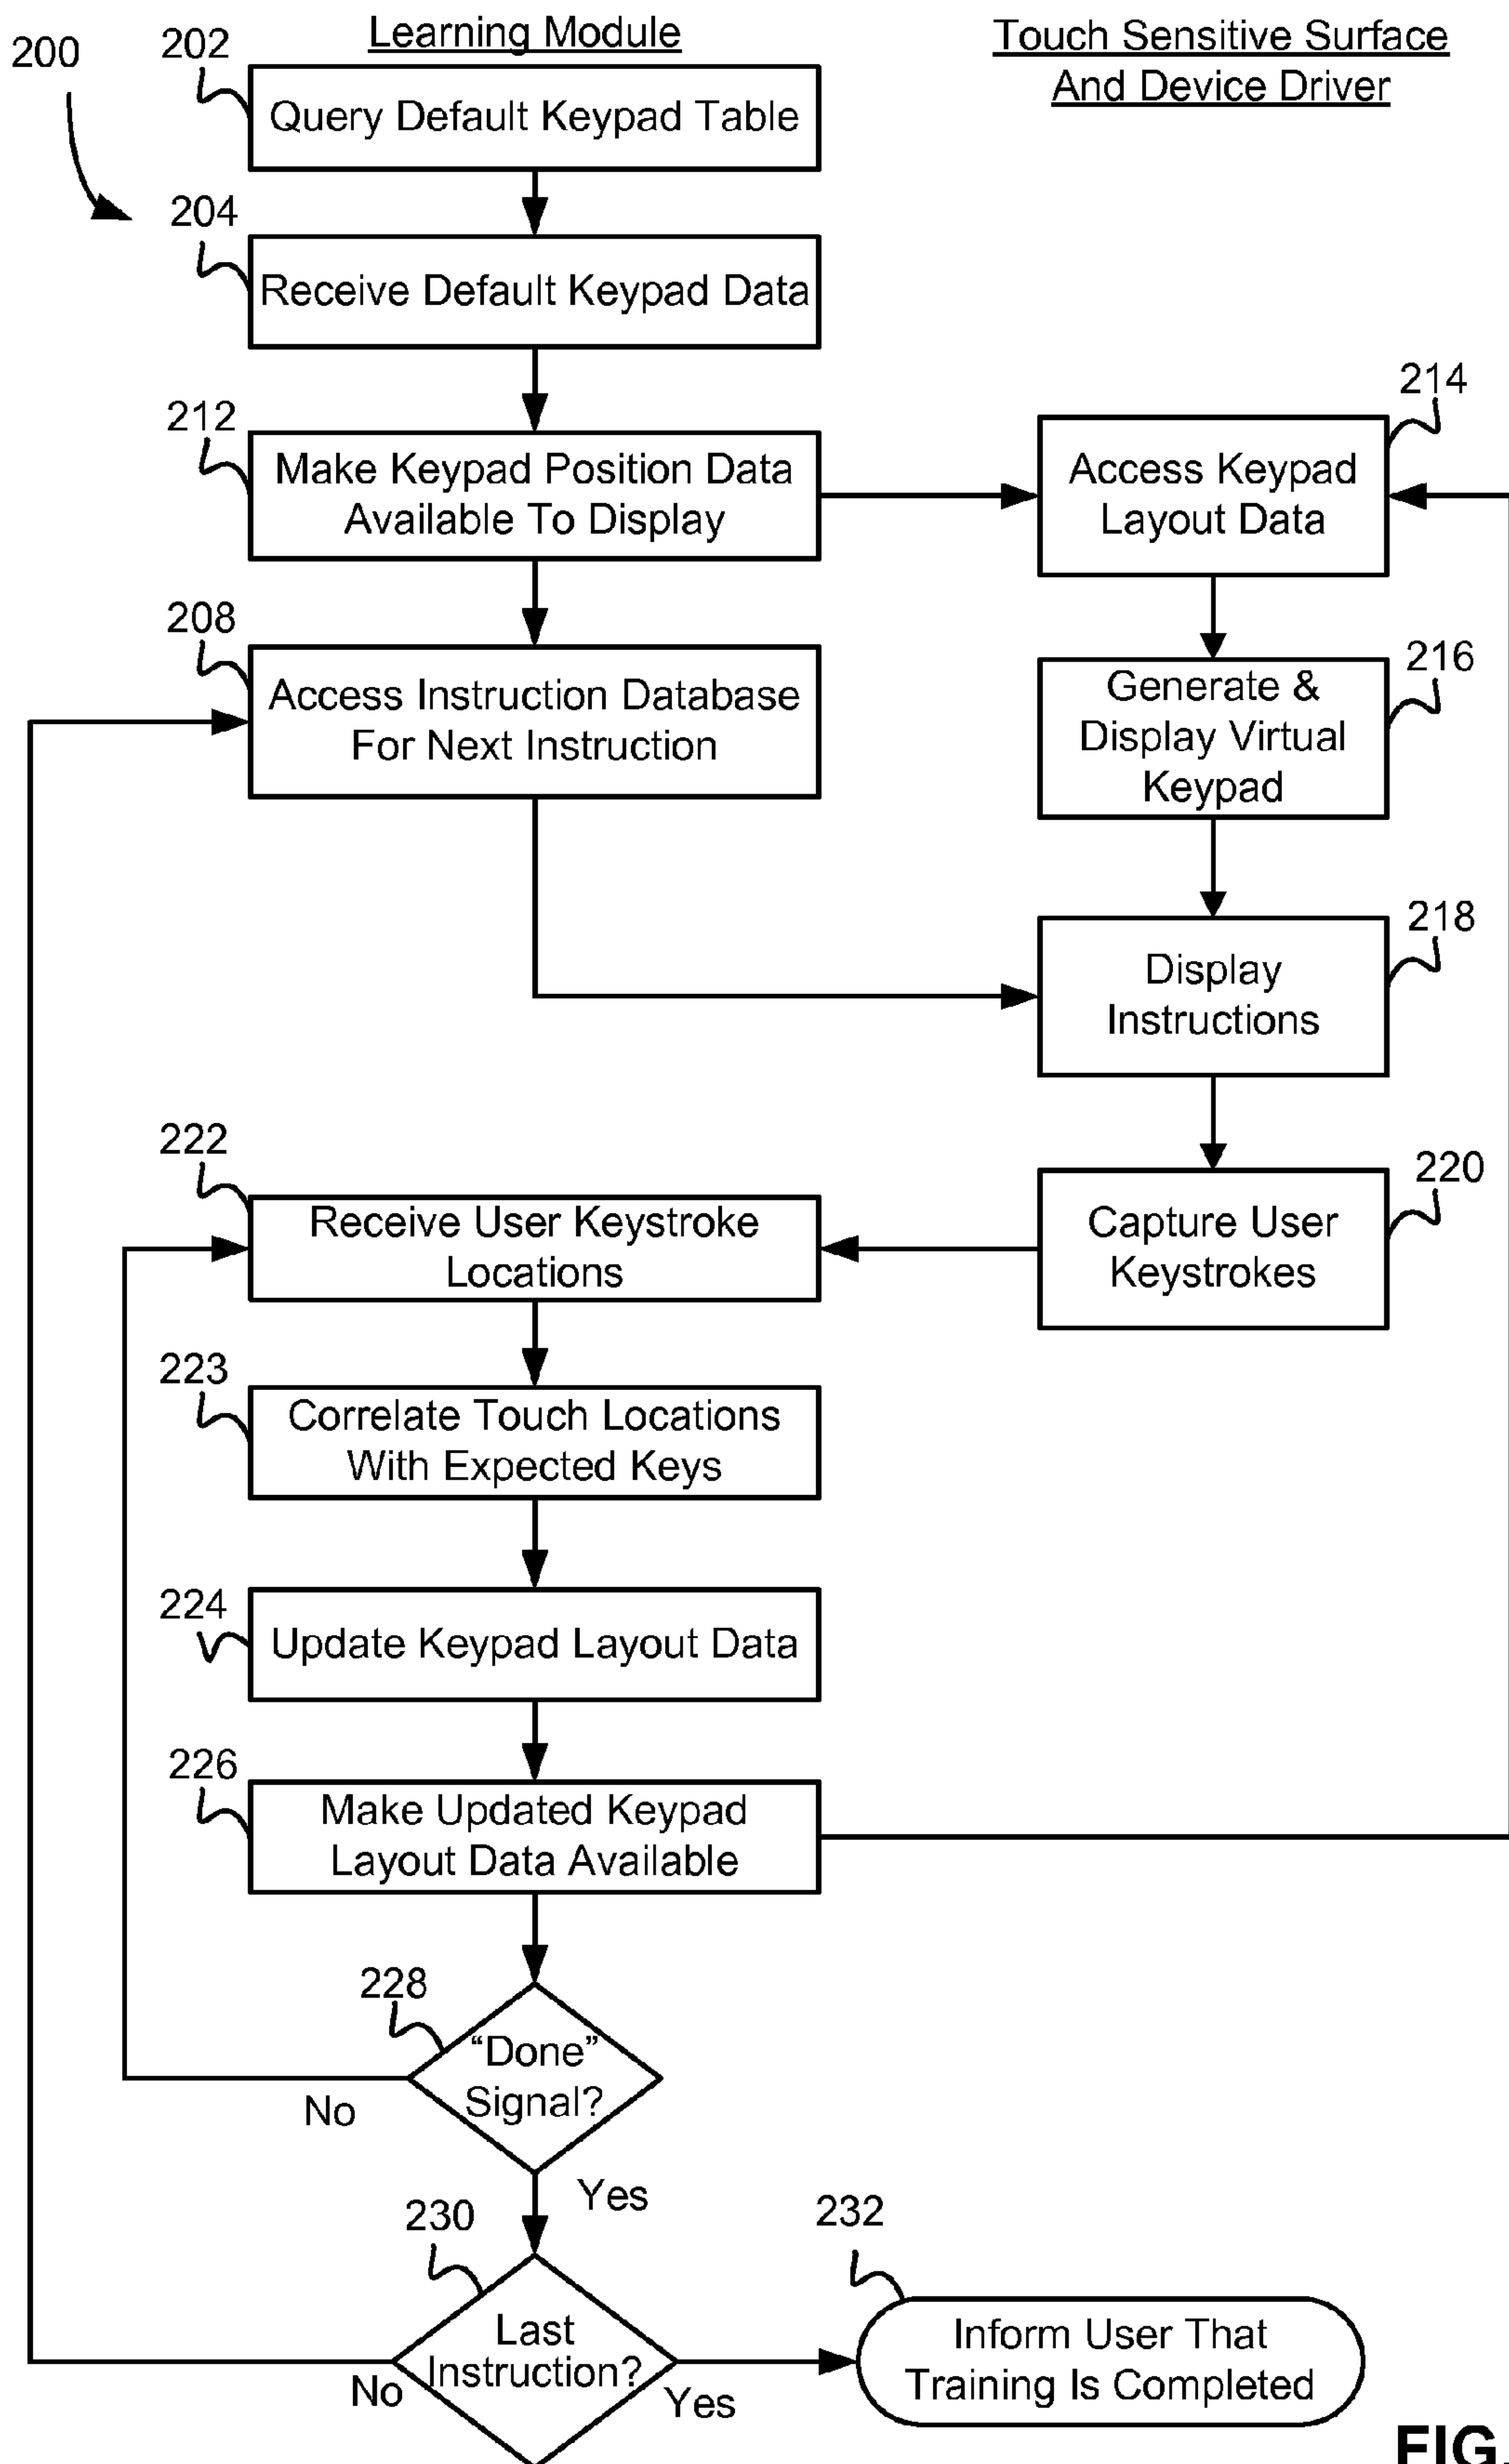 200
202
Learning Module
Touch Sensitive Surface
And Device Driver
Query Default Keypad Table
204
Receive Default Keypad Data
212
Make Keypad Position Data
Available To Display
214
Access Keypad
Layout Data
208
Access Instruction Database
For Next Instruction
216
Generate &
Display Virtual
Keypad
218
Display
Instructions
222
Receive User Keystroke
Locations
220
Capture User
Keystrokes
223
Correlate Touch Locations
With Expected Keys
224
Update Keypad Layout Data
226
Make Updated Keypad
Layout Data Available
228
“Done”
Signal?
No
Yes
230
Last
Instruction?
No
Yes
232
Inform User That
Training Is Completed
FIG.